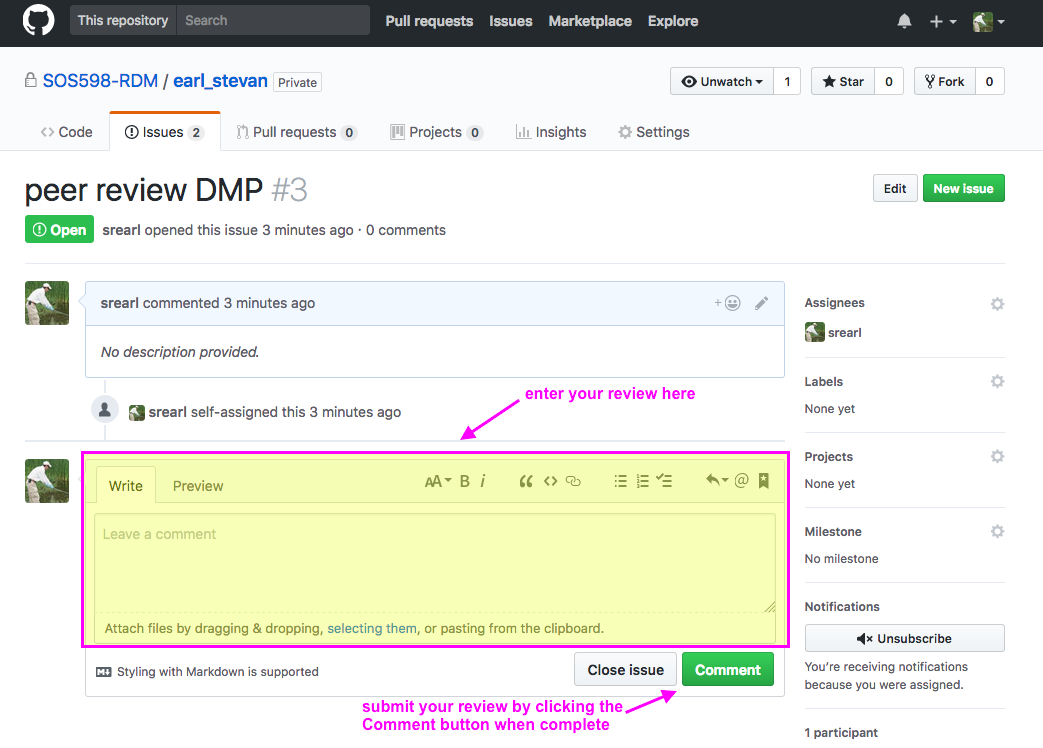 This repository Search Pull requests Issues Marketplace Explore
SOS598-RDM / earl_stevan Private
Unwatch 1 Star 0 Fork 0
Code Issues 2 Pull requests 0 Projects 0 Insights Settings
peer review DMP #3
Edit New issue
Open srearl opened this issue 3 minutes ago · 0 comments
srearl commented 3 minutes ago
No description provided.
srearl self-assigned this 3 minutes ago
enter your review here
Write Preview
AA B i
Leave a comment
Attach files by dragging & dropping, selecting them, or pasting from the clipboard.
Styling with Markdown is supported
Close issue Comment
submit your review by clicking the
Comment button when complete
Assignees
srearl
Labels
None yet
Projects
None yet
Milestone
No milestone
Notifications
Unsubscribe
You're receiving notifications
because you were assigned.
1 participant